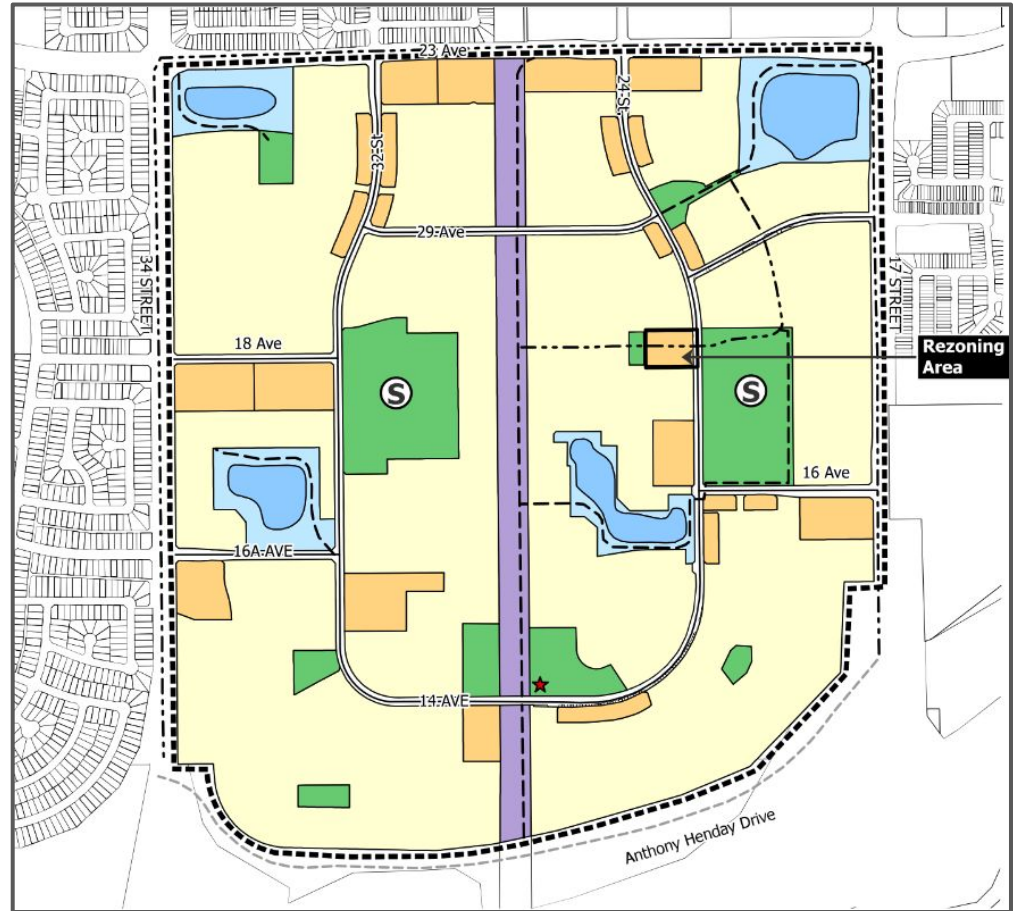 23 Ave
32 St
24 St
29 Ave
34 STREET
17 STREET
18 Ave
Rezoning
Area
S
S
16 Ave
16A AVE
14 AVE
Anthony Henday Drive